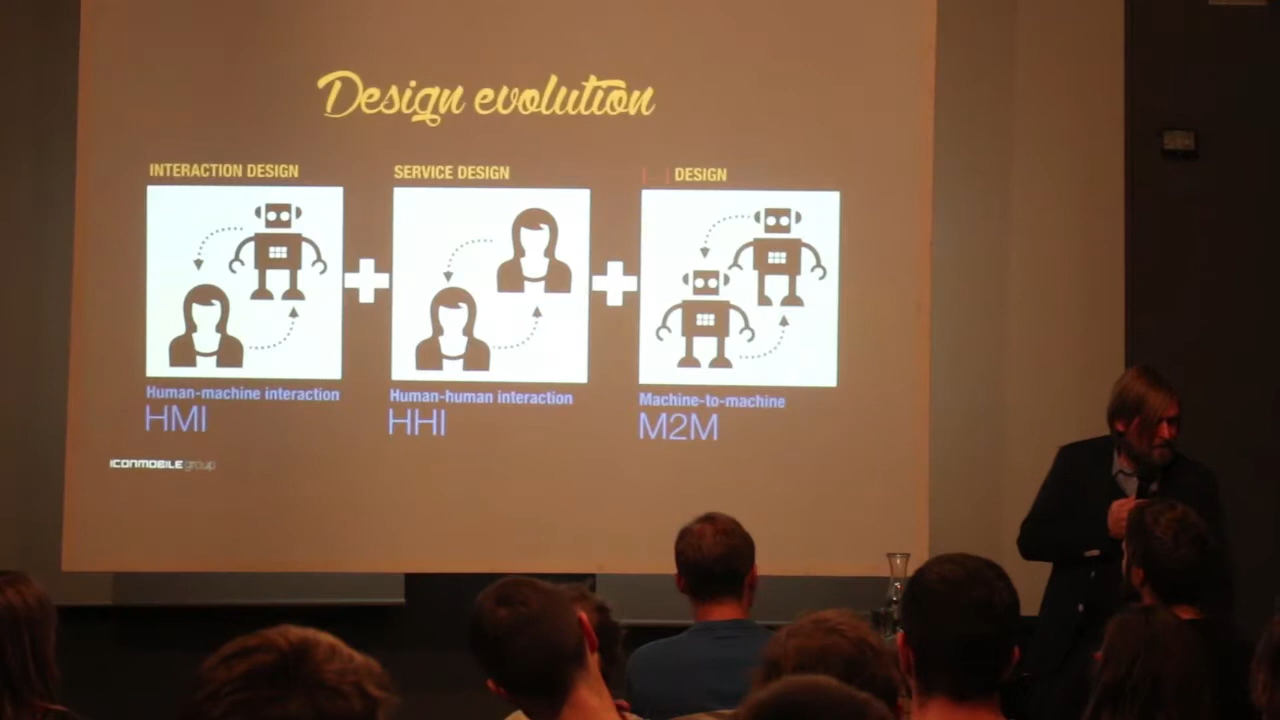 Design evolution
INTERACTION DESIGN
SERVICE DESIGN
[ ] DESIGN
Human-machine interaction
HMI
Human-human interaction
HHI
Machine-to-machine
M2M
ICONMOBILE group